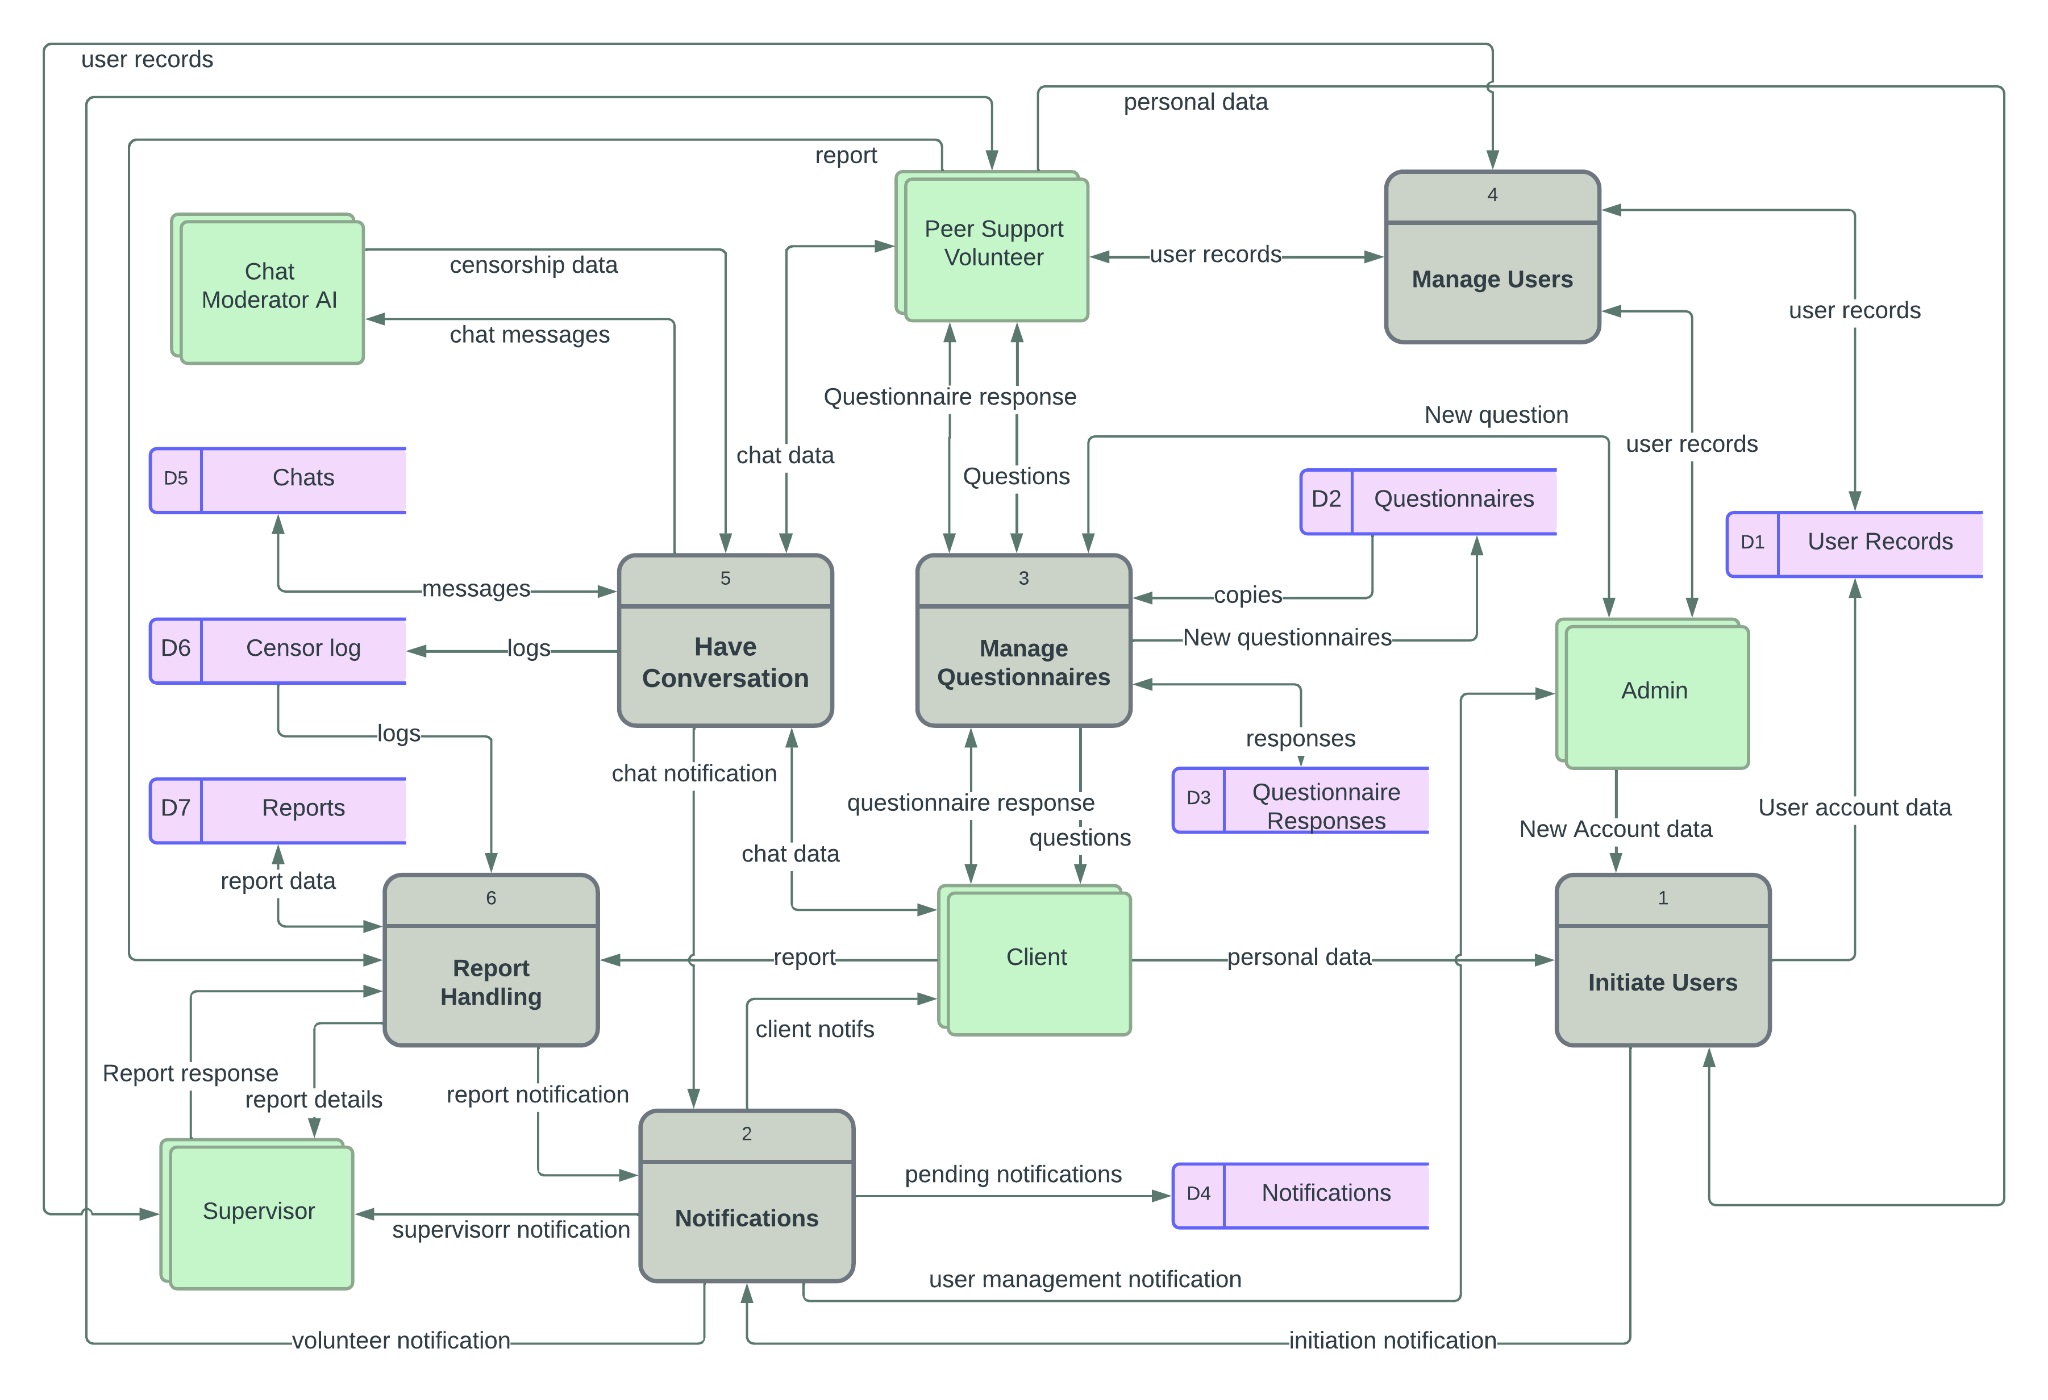 user records
personal data
report
Peer Support
Volunteer
4
Manage Users
user records
Chat
Moderator AI
censorship data
chat messages
user records
Questionnaire response
New question
user records
chat data
Questions
D5
Chats
D2
Questionnaires
D1
User Records
5
Have
Conversation
3
Manage
Questionnaires
messages
copies
New questionnaires
D6
Censor log
logs
Admin
logs
responses
chat notification
D3
Questionnaire
Responses
D7
Reports
questionnaire response
questions
User account data
New Account data
chat data
report data
6
Report
Handling
1
Initiate Users
report
Client
personal data
client notifs
Report response
report details
report notification
2
Notifications
pending notifications
D4
Notifications
Supervisor
supervisorr notification
user management notification
volunteer notification
initiation notification